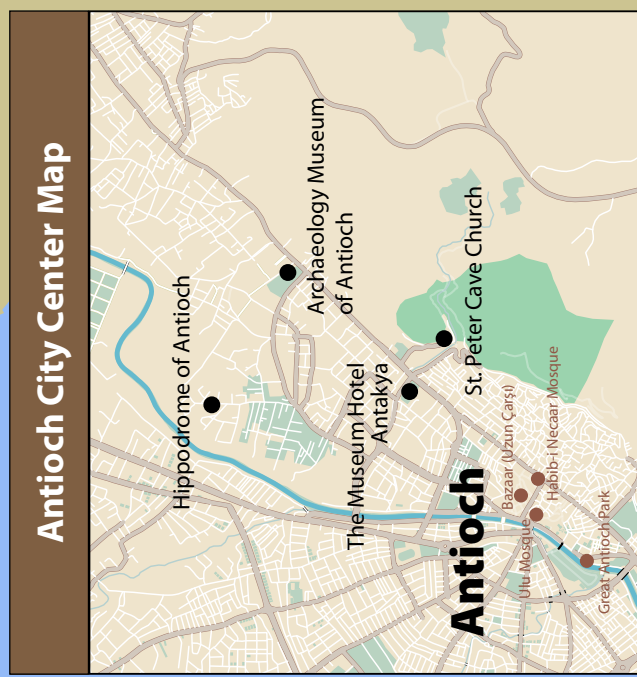 Antioch City Center Map
Hippodrome of Antioch
Archaeology Museum
of Antioch
The Museum Hotel
Antakya
St. Peter Cave Church
Antioch
Bazaar (Uzun Çarşı)
Ulu Mosque
Habib-i Necaar Mosque
Great Antioch Park